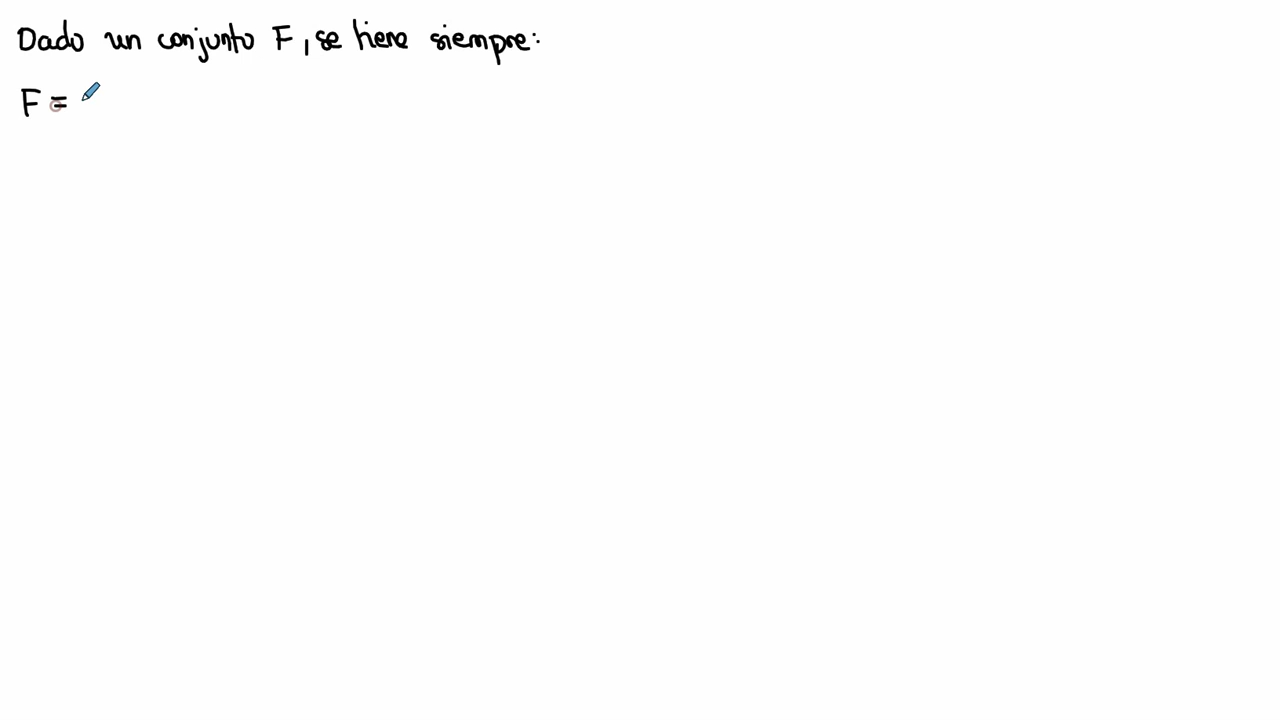 Dado un conjunto F, se tiene siempre:
F =